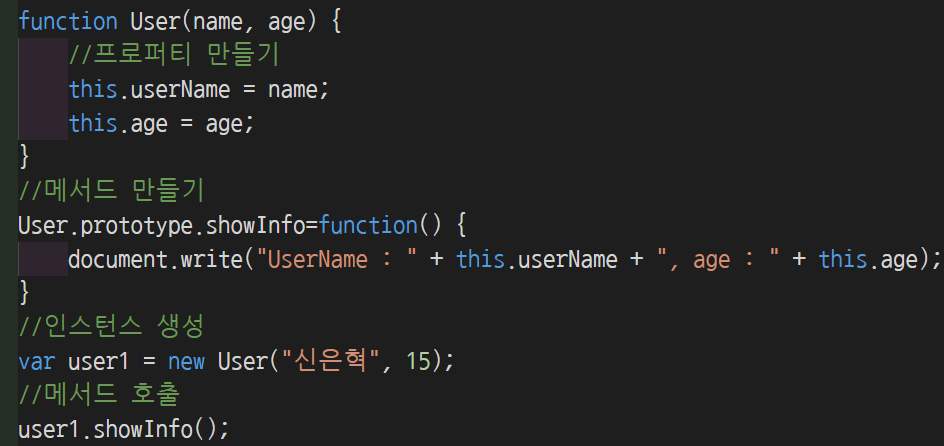 function User(name, age) {
//프로퍼티 만들기
this.userName = name;
this.age = age;
}
//메서드 만들기
User.prototype.showInfo=function() {
document.write("UserName : " + this.userName + ", age : " + this.age);
}
//인스턴스 생성
var user1 = new User("신은혁", 15);
//메서드 호출
user1.showInfo();